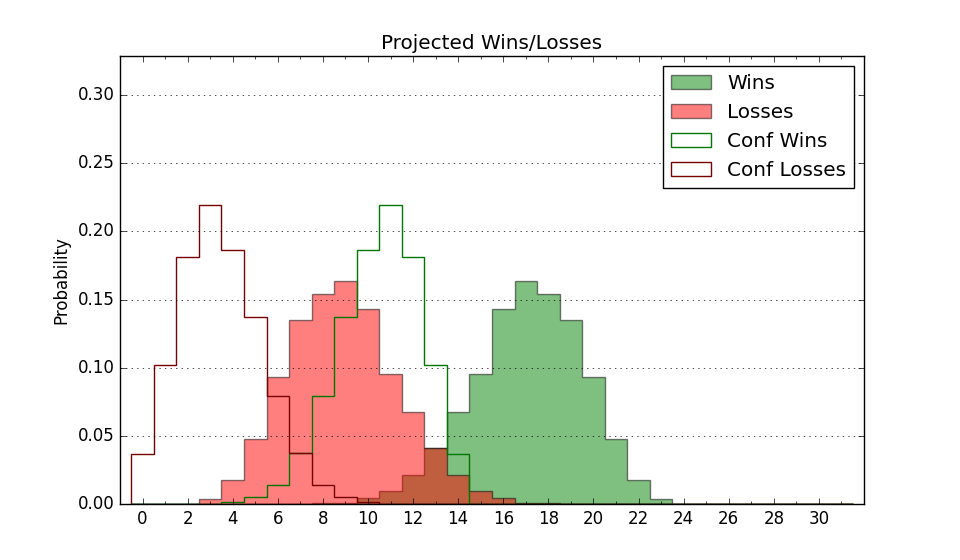 Projected Wins/Losses
Wins
Losses
Conf Wins
Conf Losses
Probability
0.30
0.25
0.20
0.15
0.10
0.05
0.00
0 2 4 6 8 10 12 14 16 18 20 22 24 26 28 30